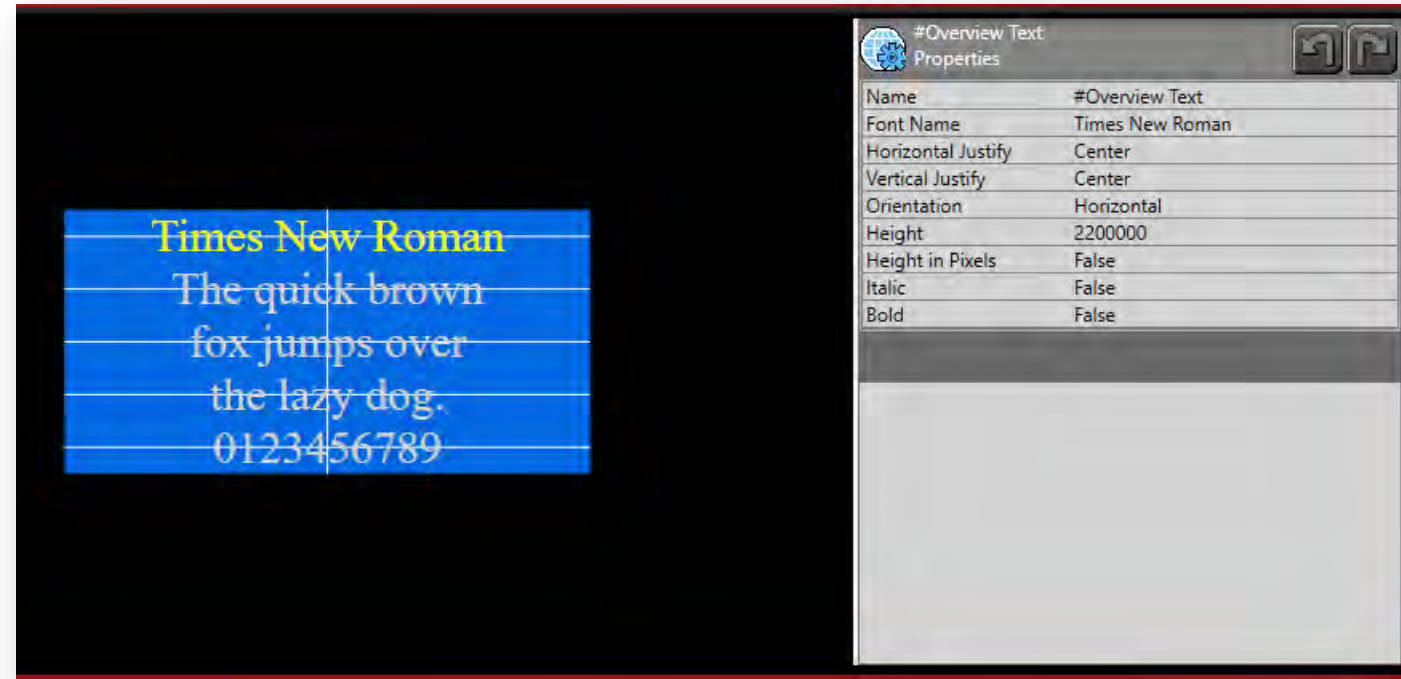 Times New Roman
The quick brown
fox jumps over
the lazy dog.
0123456789
#Overview Text
Properties
Name #Overview Text
Font Name Times New Roman
Horizontal Justify Center
Vertical Justify Center
Orientation Horizontal
Height 2200000
Height in Pixels False
Italic False
Bold False